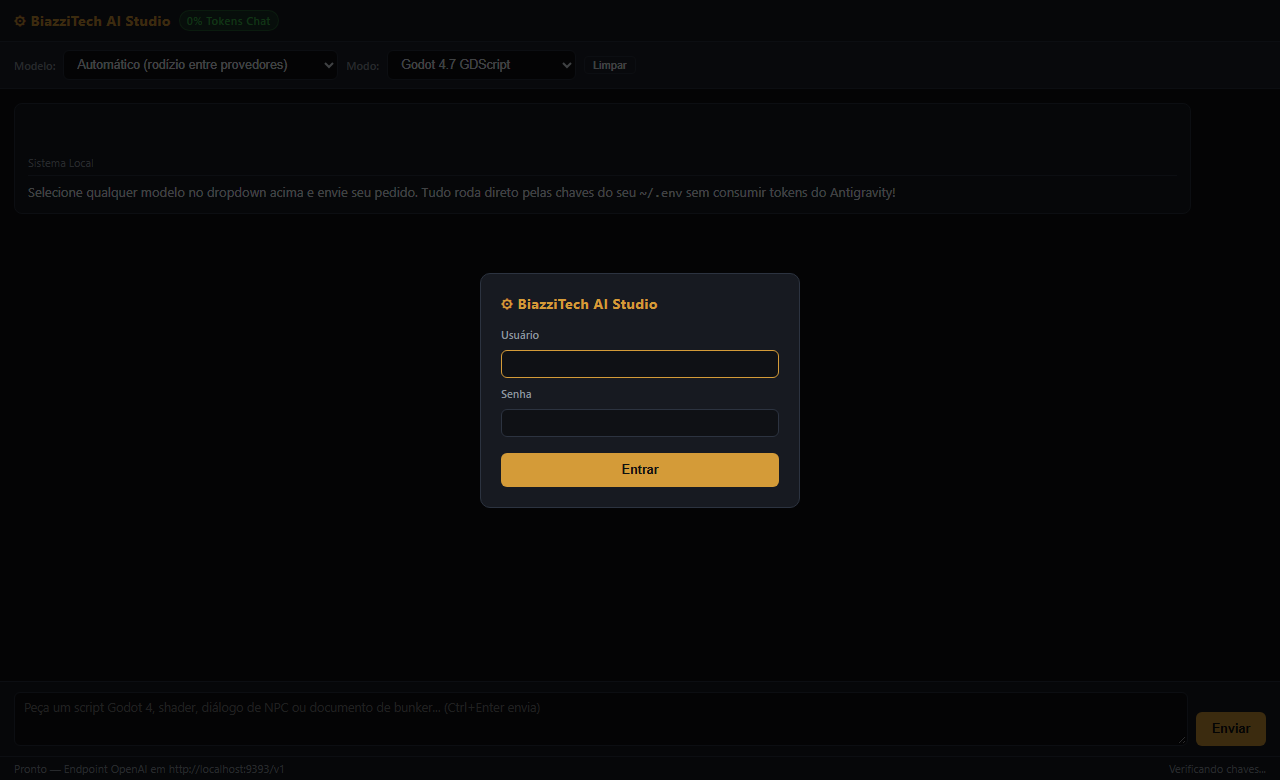 ⚙ BiazziTech AI Studio 0% Tokens Chat
Modelo: Automático (rodízio entre provedores) Modo: Godot 4.7 GDScript Limpar
Sistema Local
Selecione qualquer modelo no dropdown acima e envie seu pedido. Tudo roda direto pelas chaves do seu ~/.env sem consumir tokens do Antigravity!
⚙ BiazziTech AI Studio
Usuário
Senha
Entrar
Peça um script Godot 4, shader, diálogo de NPC ou documento de bunker... (Ctrl+Enter envia)
Enviar
Pronto — Endpoint OpenAI em http://localhost:9393/v1 Verificando chaves...